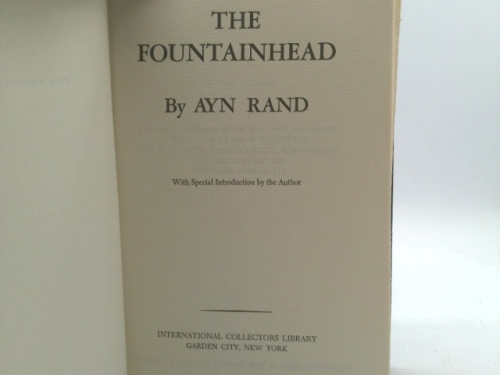 THE
FOUNTAINHEAD
By AYN RAND
With Special Introduction by the Author
INTERNATIONAL COLLECTORS LIBRARY
GARDEN CITY, NEW YORK